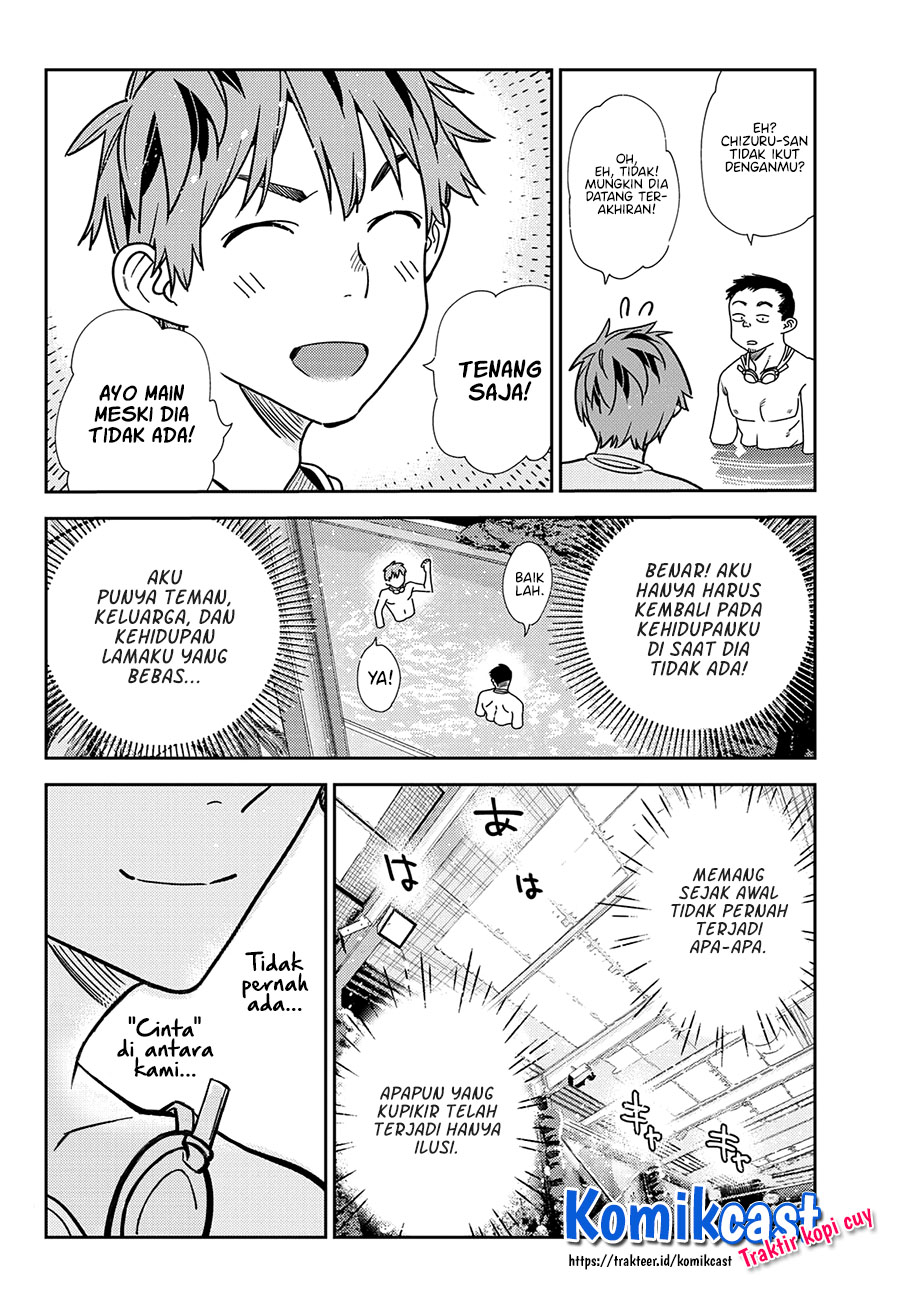 EH?
CHIZURU-SAN
TIDAK IKUT
DENGANMU?
OH,
EH, TIDAK!
MUNGKIN DIA
DATANG TER-
AKHIRAN!
TENANG
SAJA!
AYO MAIN
MESKI DIA
TIDAK ADA!
BENAR! AKU
HANYA HARUS
KEMBALI PADA
KEHIDUPANKU
DI SAAT DIA
TIDAK ADA!
BAIK
LAH.
YA!
AKU
PUNYA TEMAN,
KELUARGA, DAN
KEHIDUPAN
LAMAKU YANG
BEBAS...
MEMANG
SEJAK AWAL
TIDAK PERNAH
TERJADI
APA-APA.
あ
は
は
APAPUN YANG
KUPIKIR TELAH
TERJADI HANYA
ILUSI.
キャ
キャ
Tidak
pernah
ada...
"Cinta"
di antara
kami...
Komikcast
Traktir kopi cuy
https://trakteer.id/komikcast